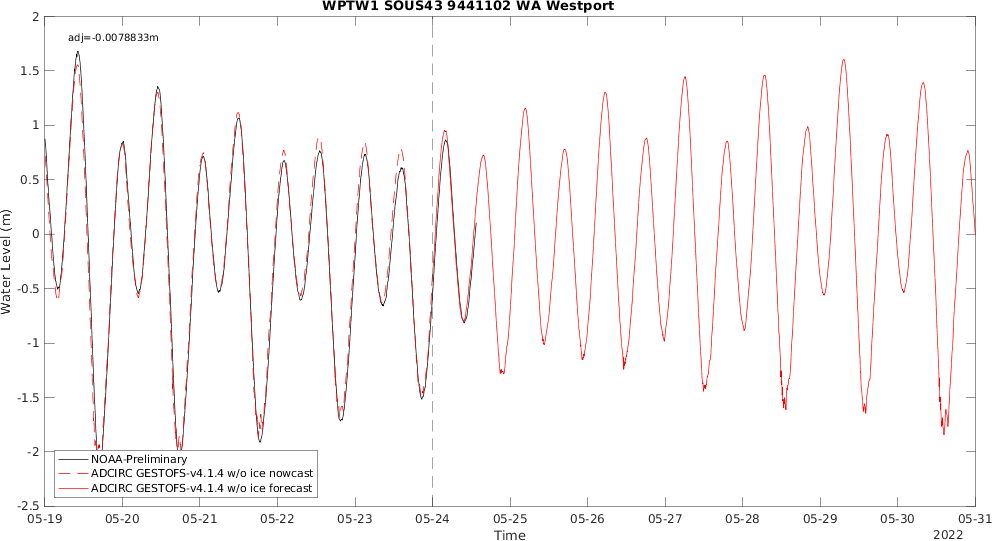 WPTW1 SOUS43 9441102 WA Westport
adj=-0.0078833m
Water Level (m)
2
1.5
1
0.5
0
-0.5
-1
-1.5
-2
-2.5
NOAA-Preliminary
ADCIRC GESTOFS-v4.1.4 w/o ice nowcast
ADCIRC GESTOFS-v4.1.4 w/o ice forecast
05-19 05-20 05-21 05-22 05-23 05-24 05-25 05-26 05-27 05-28 05-29 05-30 05-31
Time
2022